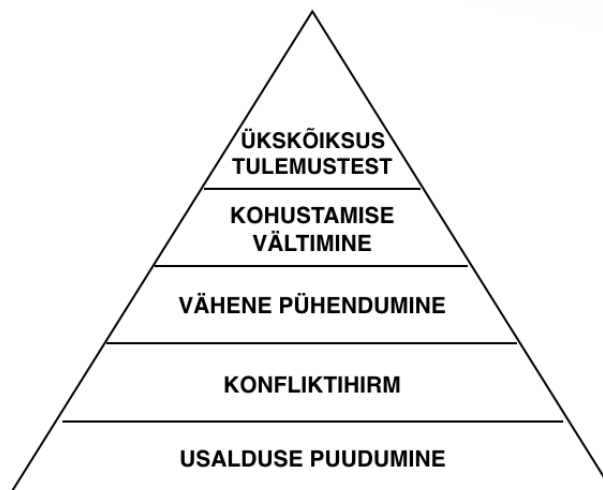 ÜKSKÕIKSUS
TULEMUSTEST
KOHUSTAMISE
VÄLTIMINE
VÄHENE PÜHENDUMINE
KONFLIKTIHIRM
USALDUSE PUUDUMINE